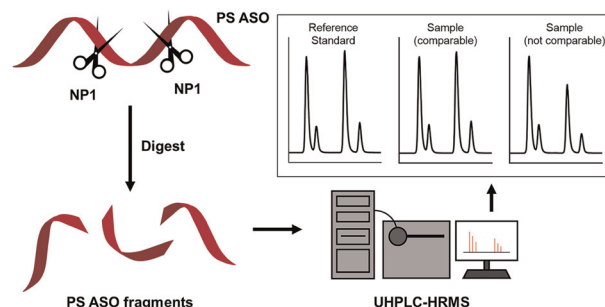 PS ASO
NP1
NP1
Digest
PS ASO fragments
UHPLC-HRMS
Reference
Standard
Sample
(comparable)
Sample
(not comparable)